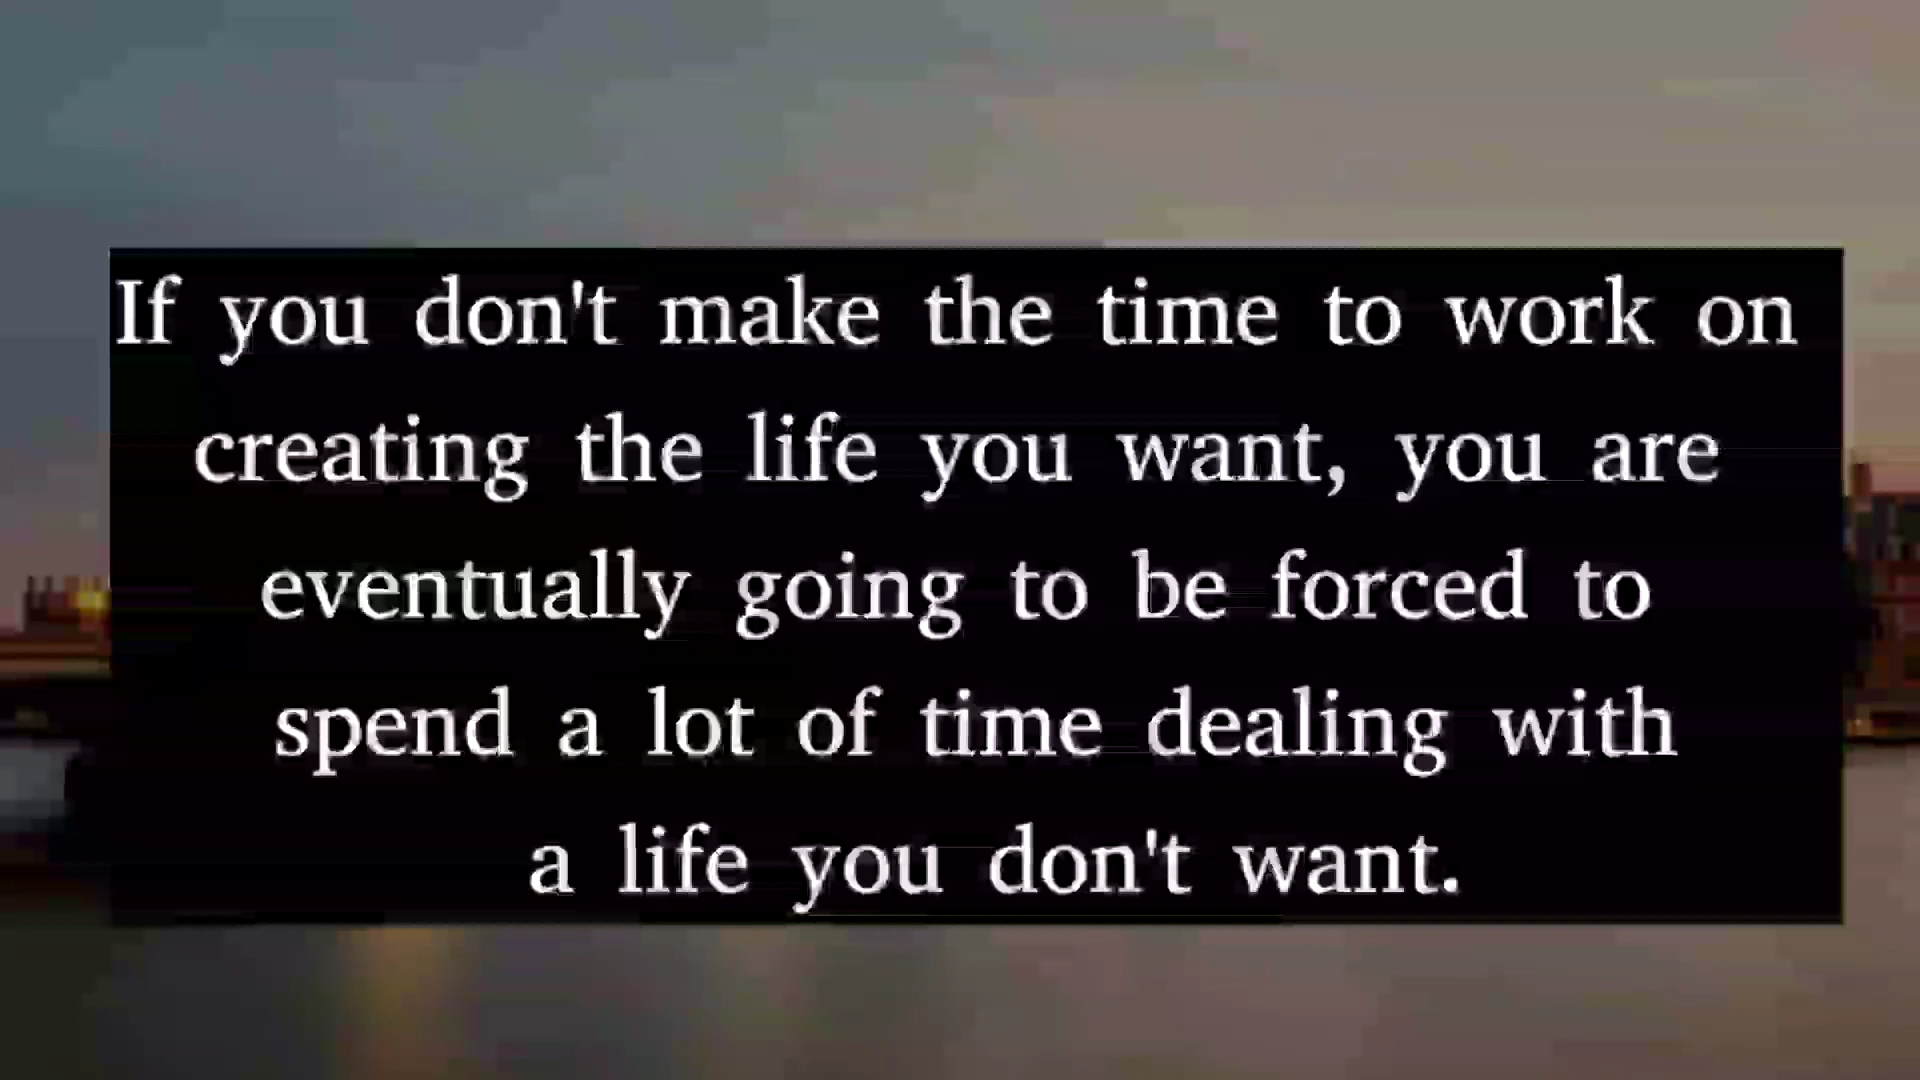 If you don't make the time to work on
creating the life you want, you are
eventually going to be forced to
spend a lot of time dealing with
a life you don't want.